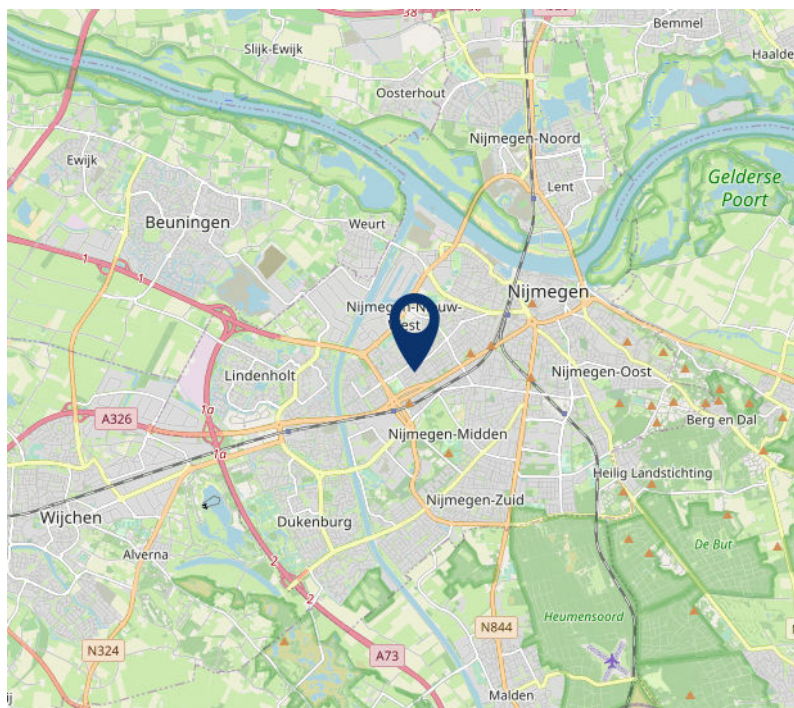 38
Bemmel
Slijk-Ewijk
Haalde
Oosterhout
Nijmegen-Noord
Ewijk
Lent
Gelderse
Poort
Beuningen
Weurt
1
1
Nijmegen
Nijmegen-Nieuw-
West
Lindenholt
Nijmegen-Oost
1a
A326
Berg en Dal
Nijmegen-Midden
1a
Heilig Landstichting
Nijmegen-Zuid
Wijchen
Dukenburg
Alverna
De But
2
2
Heumensoord
N844
N324
A73
Malden
ij